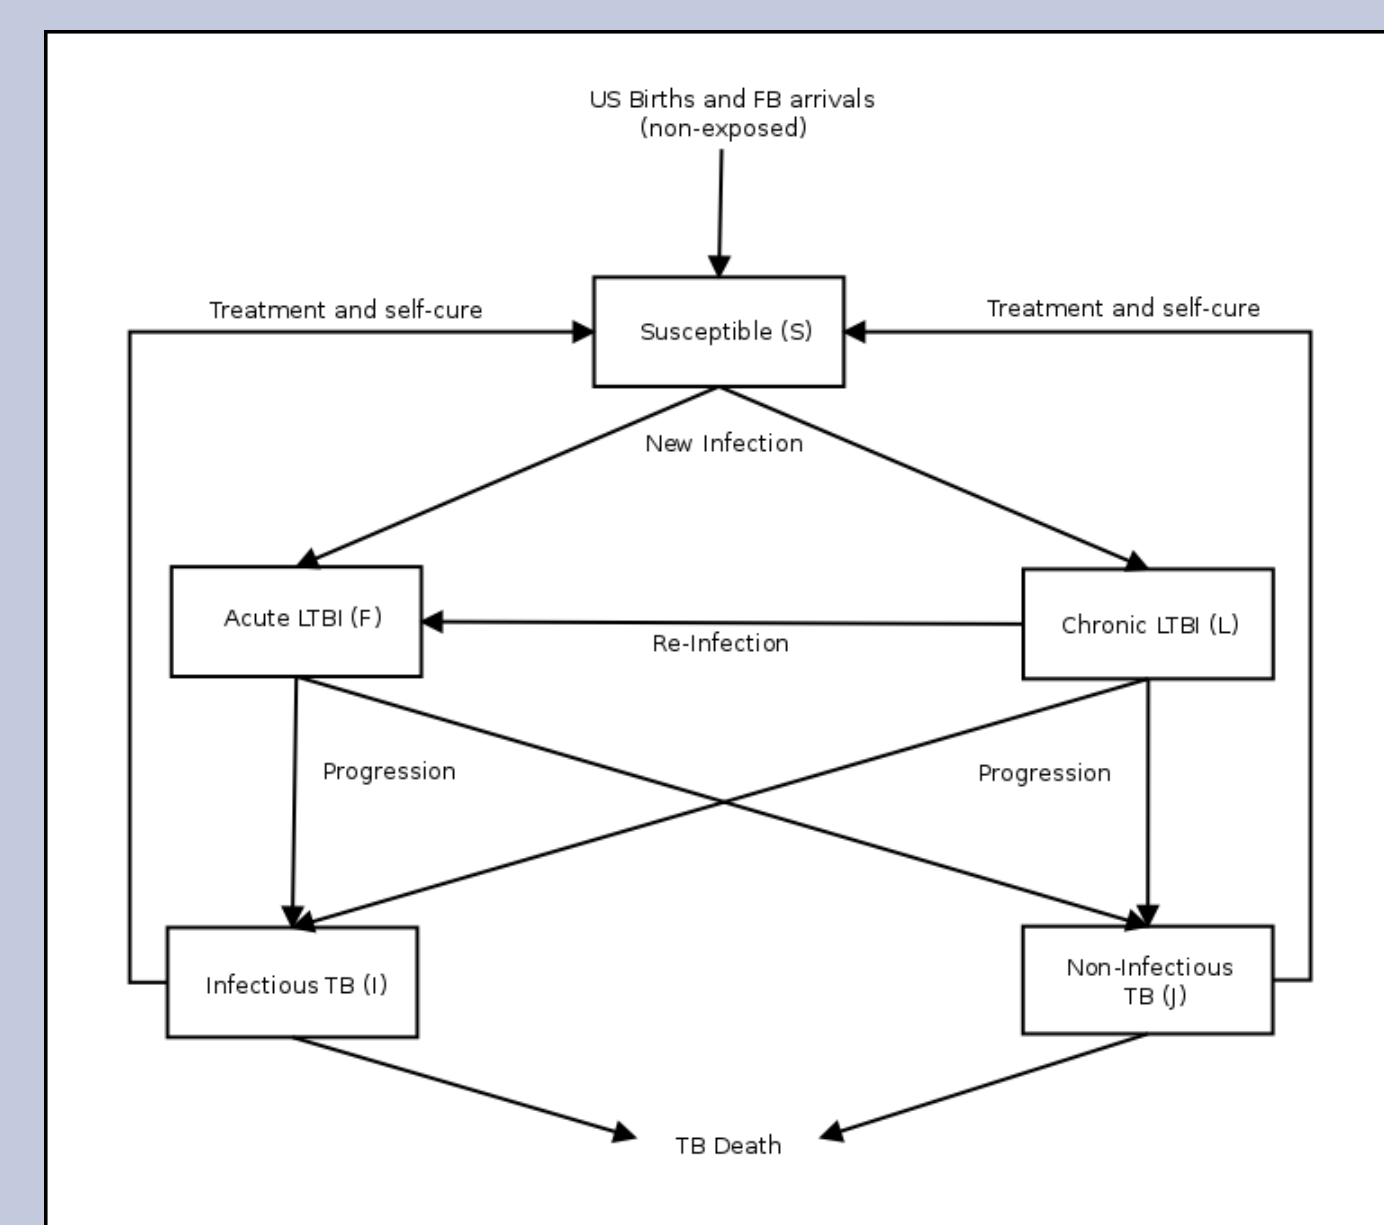 US Births and FB arrivals
(non-exposed)
Treatment and self-cure
Treatment and self-cure
Susceptible (S)
New Infection
Acute LTBI (F)
Chronic LTBI (L)
Re-Infection
Progression
Progression
Infectious TB (I)
Non-Infectious
TB (J)
TB Death